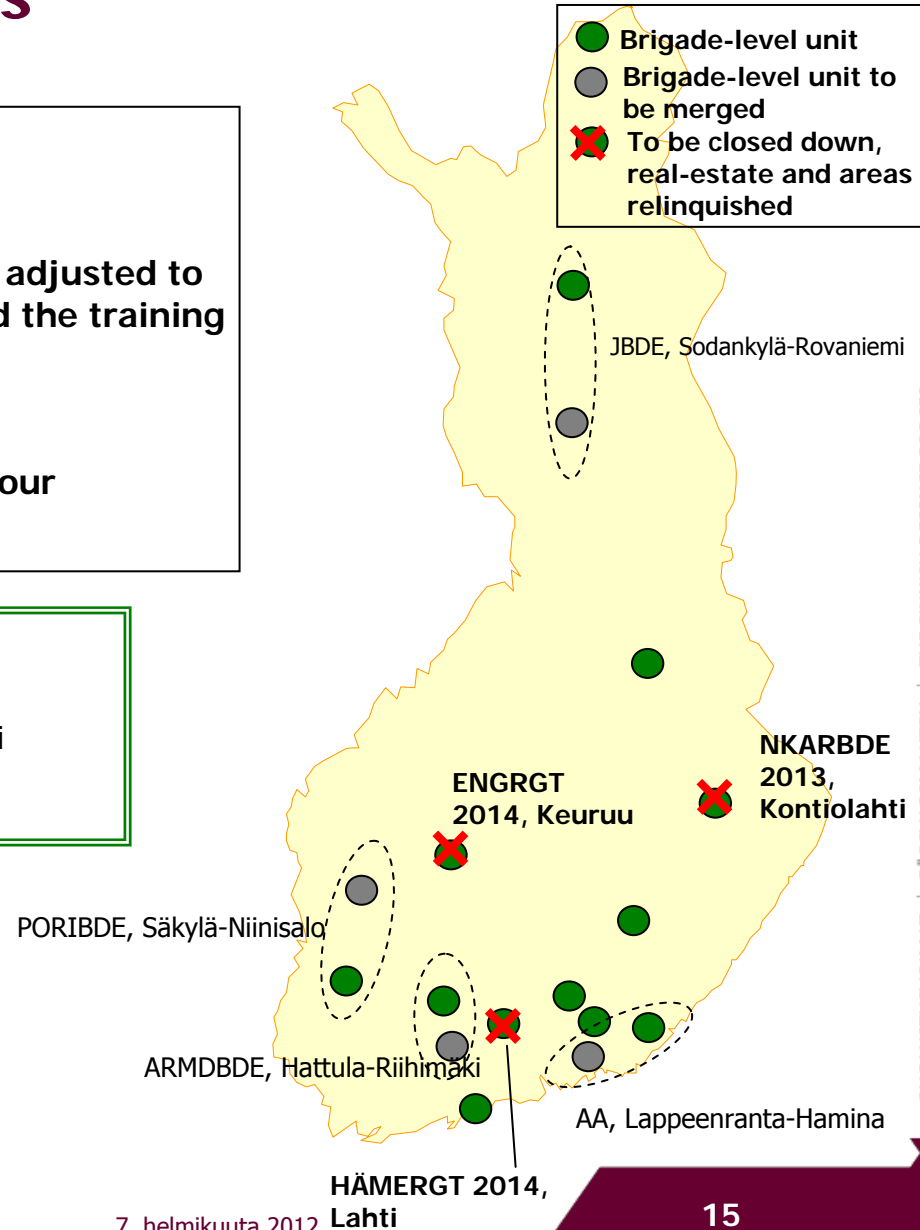 s
Brigade-level unit
Brigade-level unit to
be merged
To be closed down,
real-estate and areas
relinquished
adjusted to
d the training
our
i
JBDE, Sodankylä-Rovaniemi
NKARBDE
2013,
Kontiolahti
ENGRGT
2014, Keuruu
PORIBDE, Säkylä-Niinisalo
ARMDBDE, Hattula-Riihimäki
AA, Lappeenranta-Hamina
HÄMERGT 2014,
Lahti
7. helmikuuta 2012
15